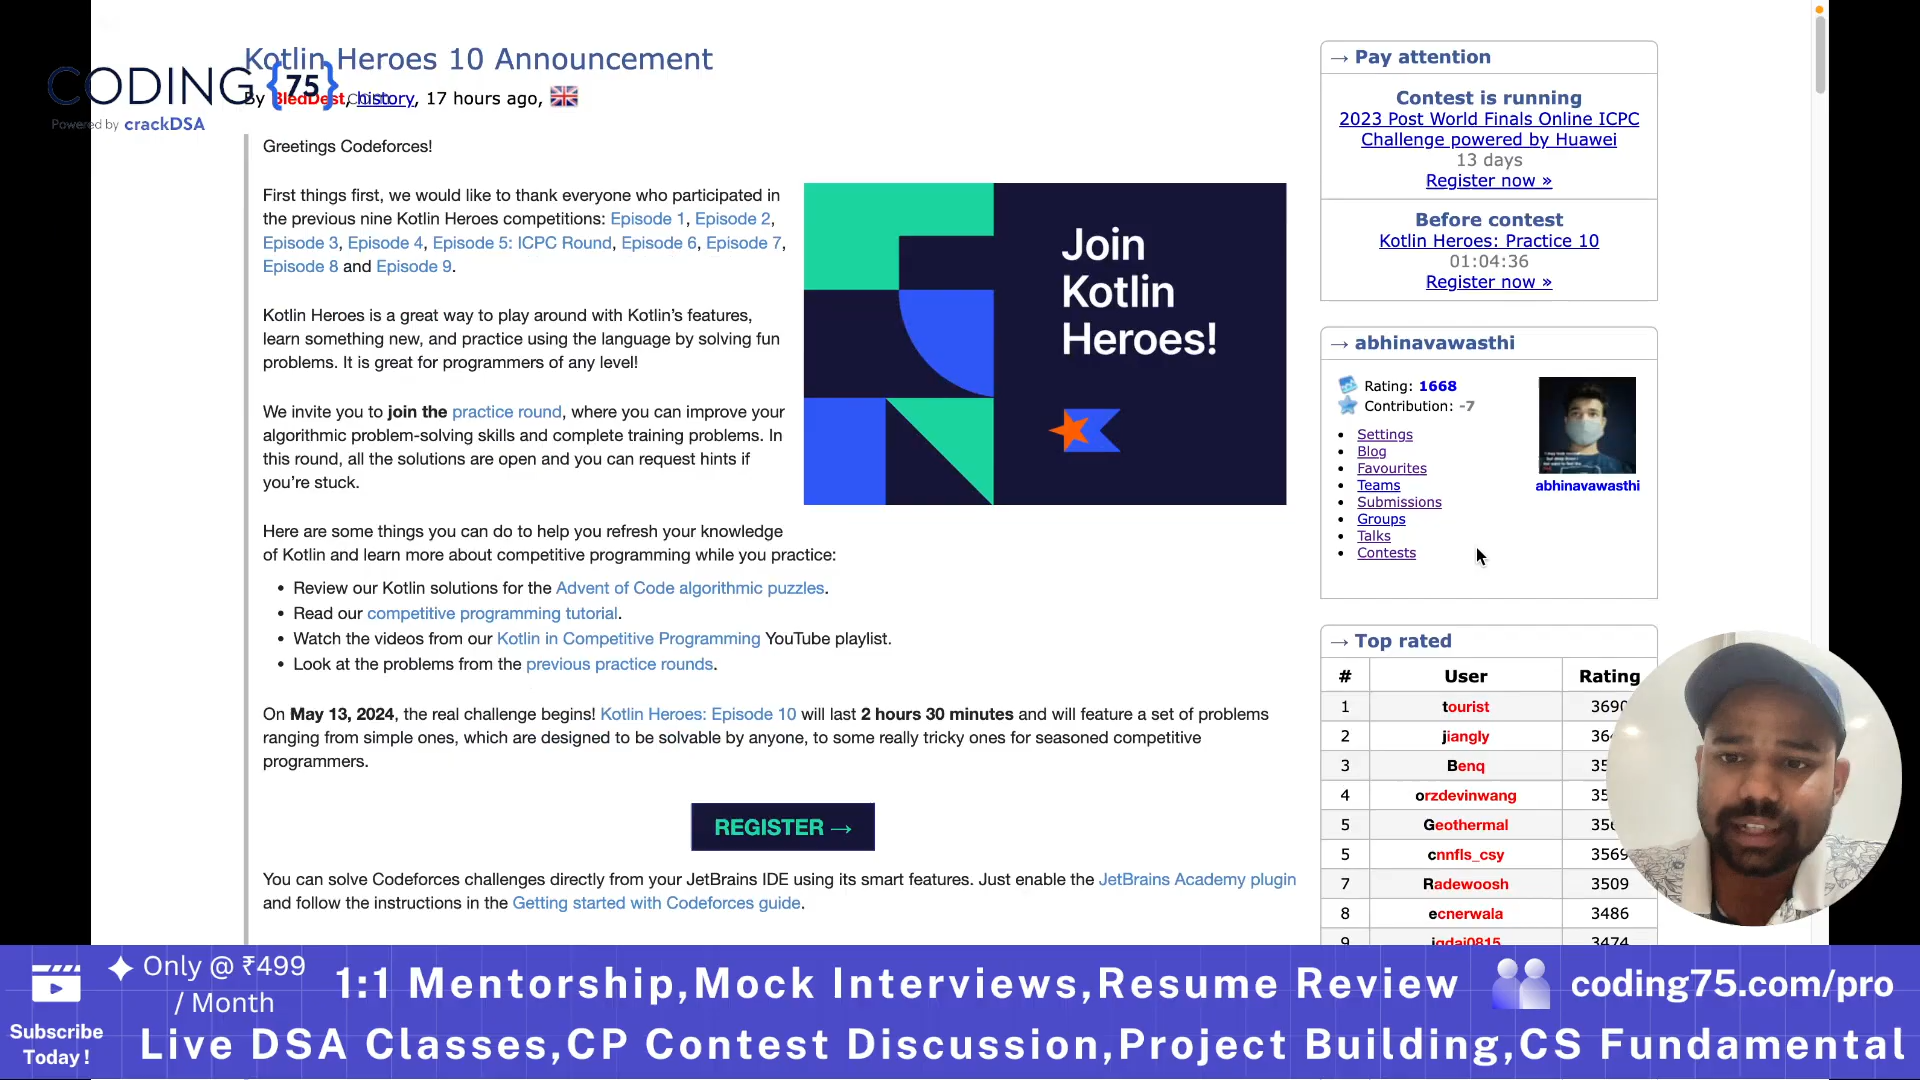 Kotlin Heroes 10 Announcement
CODING {75}
By BledDest, history, 17 hours ago,
Powered by crackDSA
Greetings Codeforces!
First things first, we would like to thank everyone who participated in
the previous nine Kotlin Heroes competitions: Episode 1, Episode 2,
Episode 3, Episode 4, Episode 5: ICPC Round, Episode 6, Episode 7,
Episode 8 and Episode 9.
Kotlin Heroes is a great way to play around with Kotlin's features,
learn something new, and practice using the language by solving fun
problems. It is great for programmers of any level!
We invite you to join the practice round, where you can improve your
algorithmic problem-solving skills and complete training problems. In
this round, all the solutions are open and you can request hints if
you're stuck.
Join
Kotlin
Heroes!
Here are some things you can do to help you refresh your knowledge
of Kotlin and learn more about competitive programming while you practice:
• Review our Kotlin solutions for the Advent of Code algorithmic puzzles.
• Read our competitive programming tutorial.
• Watch the videos from our Kotlin in Competitive Programming YouTube playlist.
• Look at the problems from the previous practice rounds.
On May 13, 2024, the real challenge begins! Kotlin Heroes: Episode 10 will last 2 hours 30 minutes and will feature a set of problems
ranging from simple ones, which are designed to be solvable by anyone, to some really tricky ones for seasoned competitive
programmers.
REGISTER →
You can solve Codeforces challenges directly from your JetBrains IDE using its smart features. Just enable the JetBrains Academy plugin
and follow the instructions in the Getting started with Codeforces guide.
→ Pay attention
Contest is running
2023 Post World Finals Online ICPC
Challenge powered by Huawei
13 days
Register now »
Before contest
Kotlin Heroes: Practice 10
01:04:36
Register now »
→ abhinavawasthi
Rating: 1668
Contribution: -7
• Settings
• Blog
• Favourites
• Teams
• Submissions
• Groups
• Talks
• Contests
abhinavawasthi
→ Top rated
# User Rating
1 tourist 3690
2 jiangly
3 Benq
4 orzdevinwang
5 Geothermal
5 cnnfls_csy 3569
7 Radewoosh 3509
8 ecnerwala 3486
9 jqdai0815 3474
Only @ ₹499
/ Month
Subscribe
Today !
1:1 Mentorship,Mock Interviews,Resume Review
coding75.com/pro
Live DSA Classes,CP Contest Discussion,Project Building,CS Fundamental